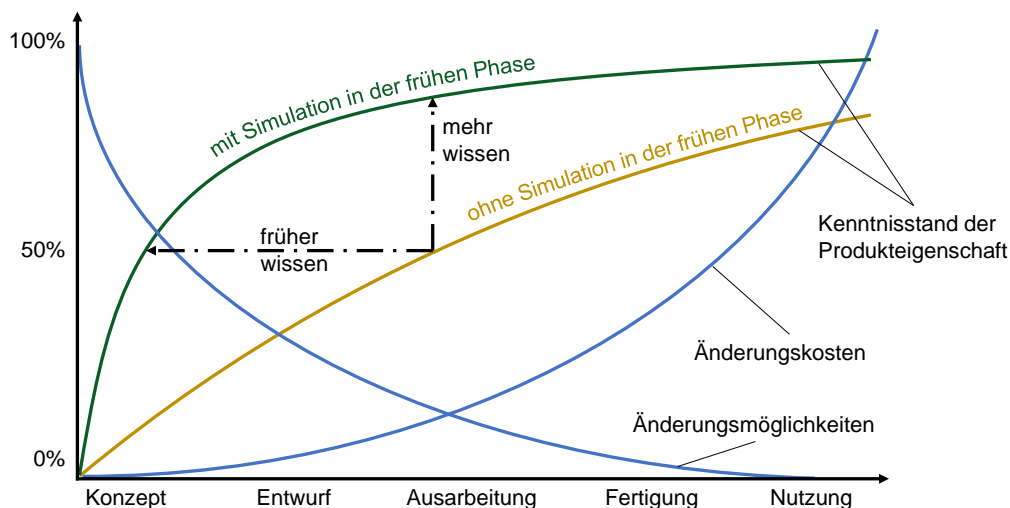 100%
mit Simulation in der frühen Phase
mehr
wissen
ohne Simulation in der frühen Phase
früher
wissen
50%
Kenntnisstand der
Produkteigenschaft
Änderungskosten
Änderungsmöglichkeiten
0%
Konzept
Entwurf
Ausarbeitung
Fertigung
Nutzung